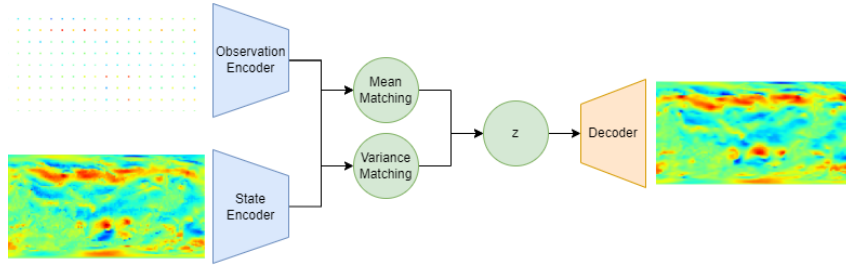 Observation
Encoder
Mean
Matching
z
Decoder
Variance
Matching
State
Encoder